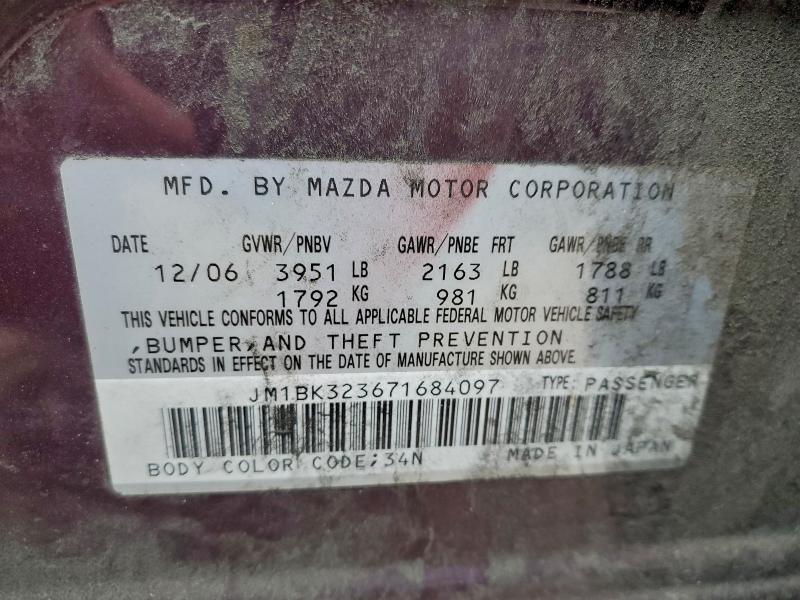 MFD. BY MAZDA MOTOR CORPORATION
DATE GVWR/PNBV GAWR/PNBE FRT GAWR/PNBE RR
12/06 3951 LB 2163 LB 1788 LB
1792 KG 981 KG 811 KG
THIS VEHICLE CONFORMS TO ALL APPLICABLE FEDERAL MOTOR VEHICLE SAFETY
,BUMPER,AND THEFT PREVENTION
STANDARDS IN EFFECT ON THE DATE OF MANUFACTURE SHOWN ABOVE.
JM1BK323671684097 TYPE: PASSENGER
BODY COLOR CODE;34N MADE IN JAPAN